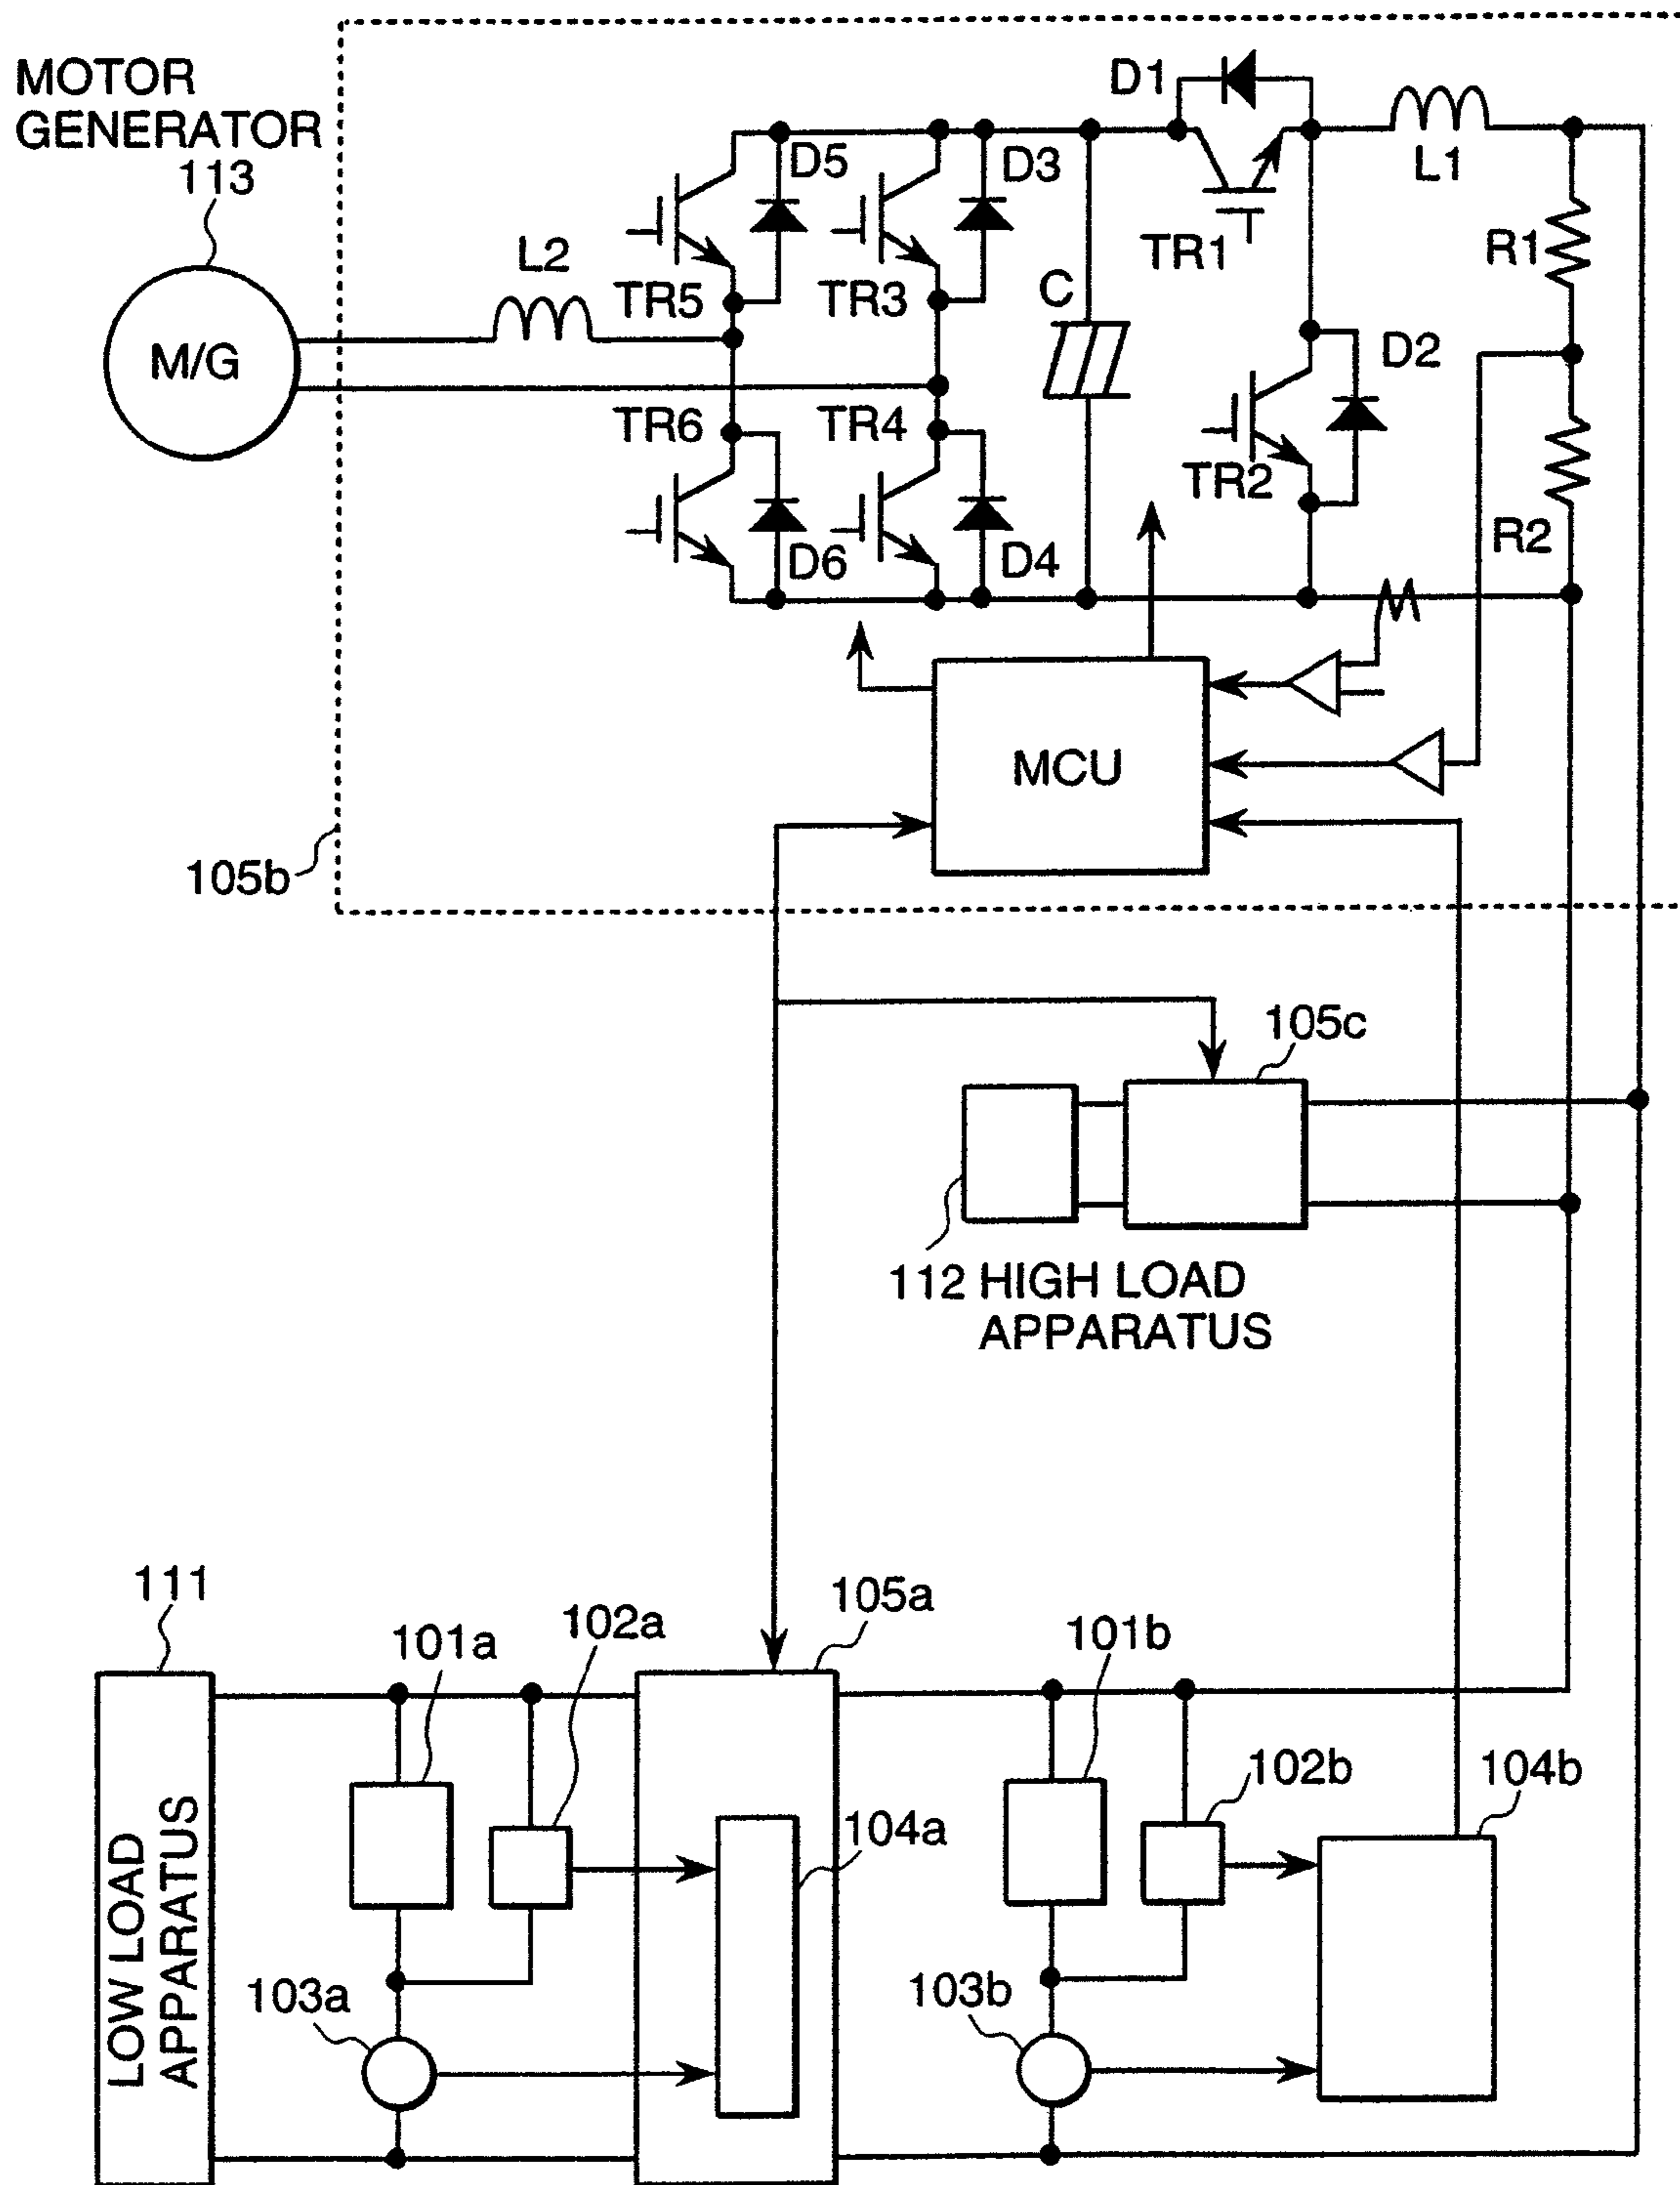 MOTOR
GENERATOR
113
M/G
L2
D1
TR1
L1
D5
D3
TR5
TR3
C
R1
D2
TR6
TR4
TR2
R2
D6
D4
MCU
105b
105c
112 HIGH LOAD
APPARATUS
111
101a
102a
105a
101b
102b
104b
104a
LOW LOAD
APPARATUS
103a
103b